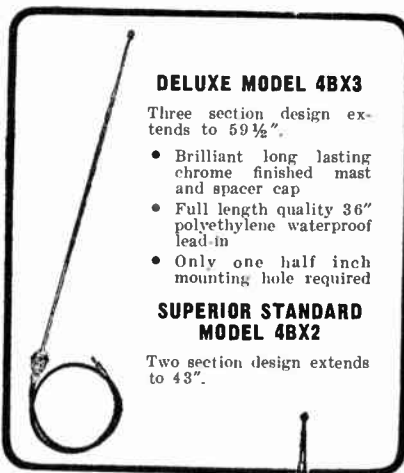 DELUXE MODEL 4BX3
Three section design ex-
tends to 59½".
• Brilliant long lasting
chrome finished mast
and spacer cap
• Full length quality 36"
polyethylene waterproof
lead-in
• Only one half inch
mounting hole required
SUPERIOR STANDARD
MODEL 4BX2
Two section design extends
to 43".